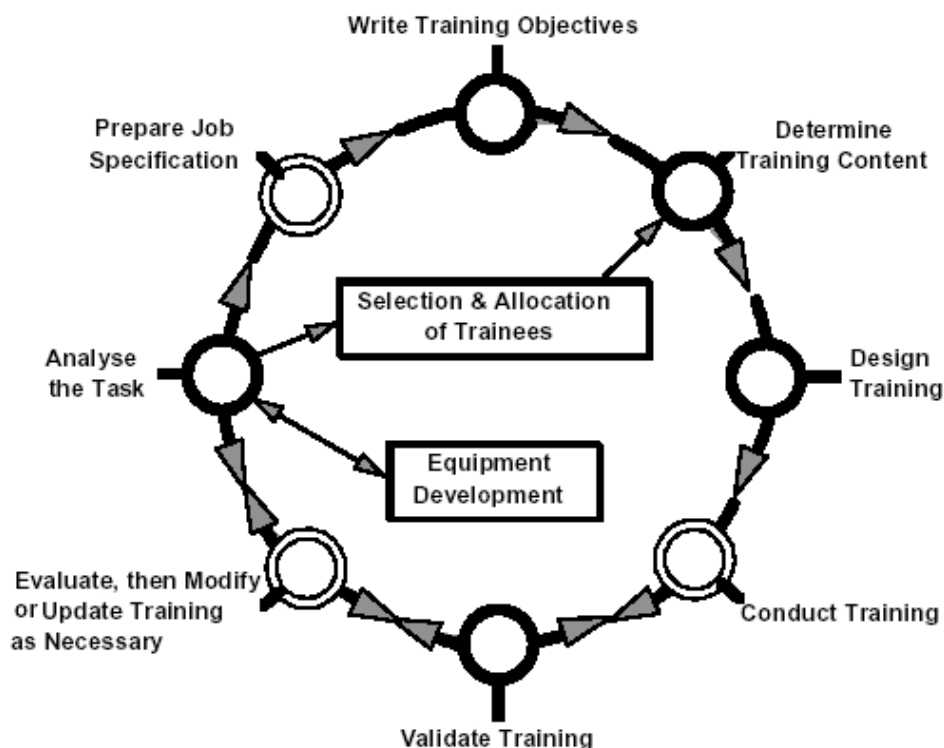 Write Training Objectives
Prepare Job
Specification
Determine
Training Content
Selection & Allocation
of Trainees
Analyse
the Task
Design
Training
Equipment
Development
Evaluate, then Modify
or Update Training
as Necessary
Conduct Training
Validate Training